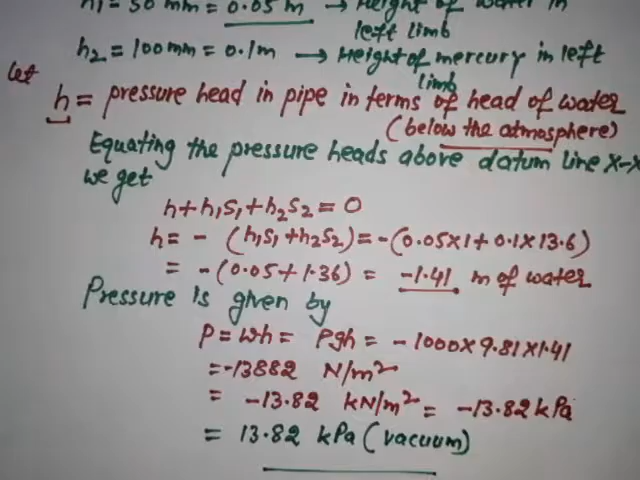 h1 = 50 mm = 0.05 m → Height of water in
left limb
h2 = 100mm = 0.1m → Height of mercury in left
limb
Let
h = pressure head in pipe in terms of head of water
(below the atmosphere)
Equating the pressure heads above datum line X-X
we get
h+h1S1+h2S2=0
h = - (h1S1+h2S2) = -(0.05×1+0.1×13.6)
= -(0.05+1.36) = -1.41 m of water
Pressure is given by
P = wh = ρgh = -1000×9.81×1.41
=-13882 N/m²
= -13.82 kN/m² = -13.82 kPa
= 13.82 kPa (vacuum)